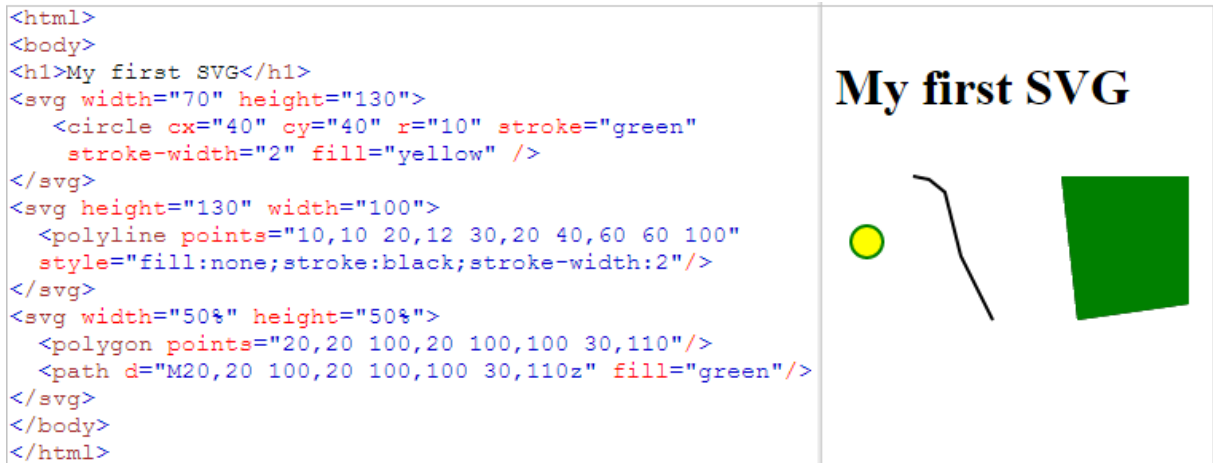 <html>
<body>
<h1>My first SVG</h1>
<svg width="70" height="130">
   <circle cx="40" cy="40" r="10" stroke="green"
    stroke-width="2" fill="yellow" />
</svg>
<svg height="130" width="100">
  <polyline points="10,10 20,12 30,20 40,60 60 100"
  style="fill:none;stroke:black;stroke-width:2"/>
</svg>
<svg width="50%" height="50%">
  <polygon points="20,20 100,20 100,100 30,110"/>
  <path d="M20,20 100,20 100,100 30,110z" fill="green"/>
</svg>
</body>
</html>
My first SVG